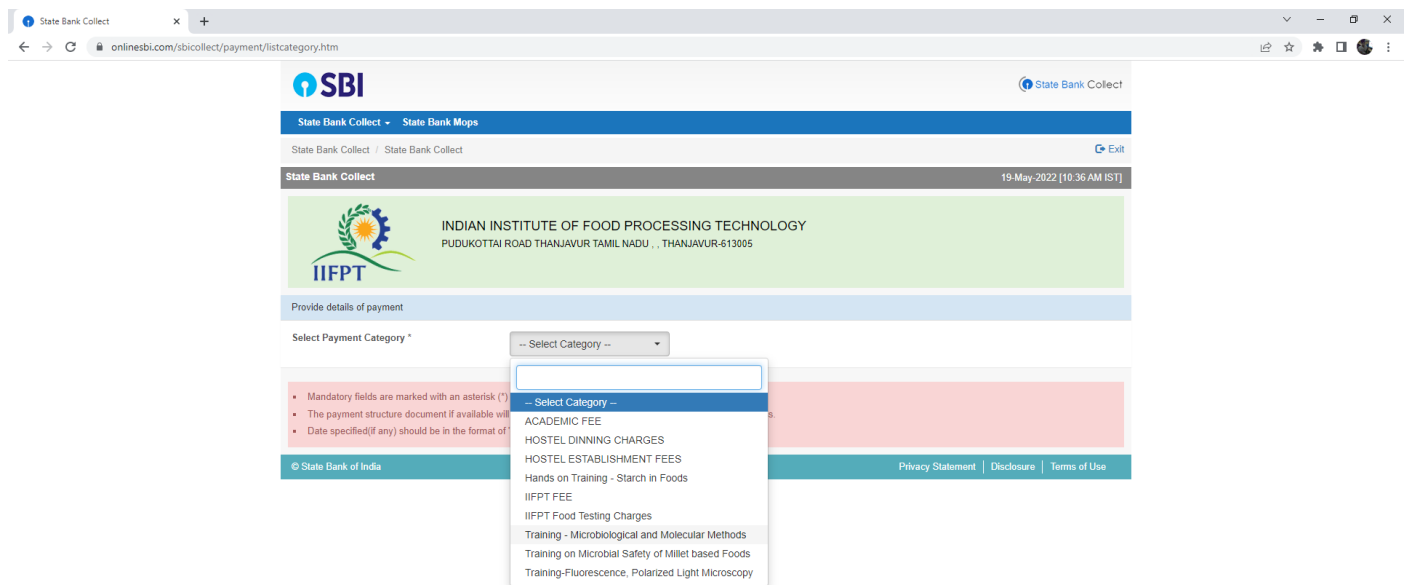 State Bank Collect
onlinesbi.com/sbicollect/payment/listcategory.htm
SBI
State Bank Collect
State Bank Collect State Bank Mops
State Bank Collect / State Bank Collect Exit
State Bank Collect 19-May-2022 [10:36 AM IST]
IIFPT
INDIAN INSTITUTE OF FOOD PROCESSING TECHNOLOGY
PUDUKOTTAI ROAD THANJAVUR TAMIL NADU , , THANJAVUR-613005
Provide details of payment
Select Payment Category *
-- Select Category --
Mandatory fields are marked with an asterisk (*)
The payment structure document if available will
Date specified(if any) should be in the format of
-- Select Category --
ACADEMIC FEE
HOSTEL DINNING CHARGES
HOSTEL ESTABLISHMENT FEES
Hands on Training - Starch in Foods
IIFPT FEE
IIFPT Food Testing Charges
Training - Microbiological and Molecular Methods
Training on Microbial Safety of Millet based Foods
Training-Fluorescence, Polarized Light Microscopy
© State Bank of India Privacy Statement | Disclosure | Terms of Use